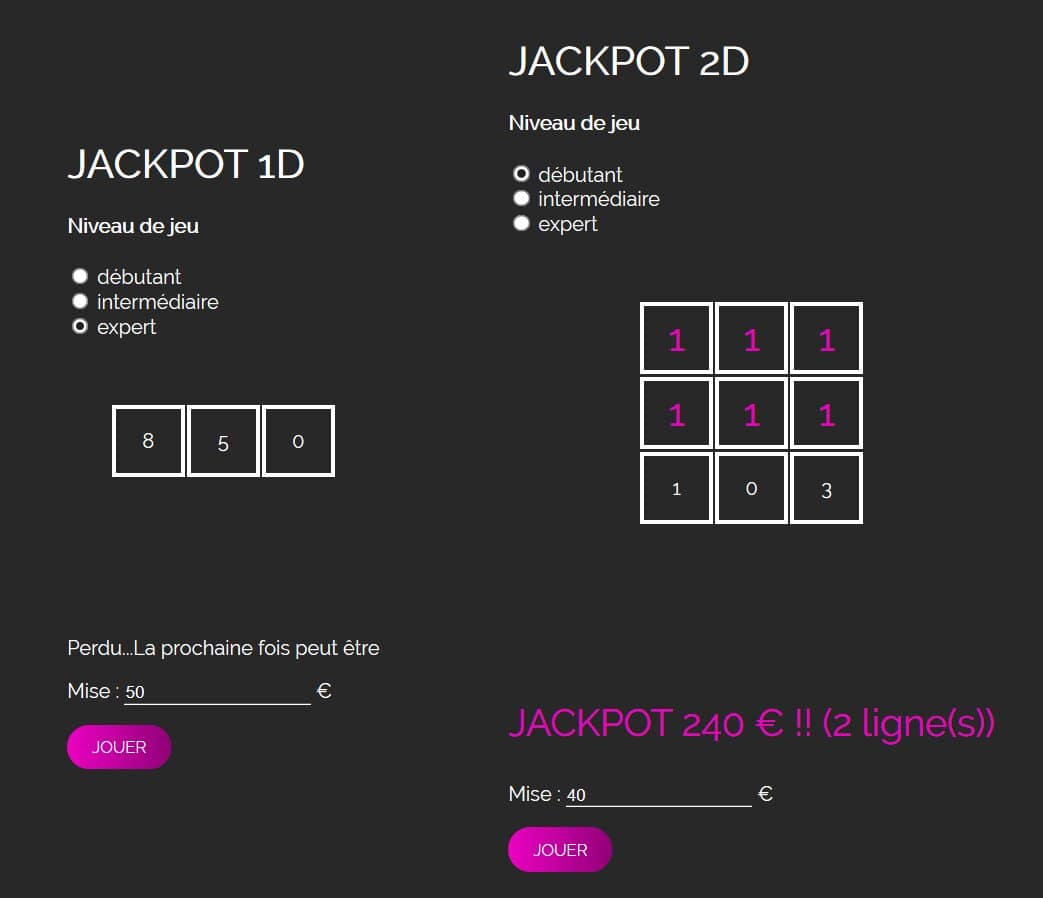 JACKPOT 1D
Niveau de jeu
débutant
intermédiaire
expert
8 5 0
Perdu...La prochaine fois peut être
Mise : 50 €
JOUER
JACKPOT 2D
Niveau de jeu
débutant
intermédiaire
expert
1 1 1
1 1 1
1 0 3
JACKPOT 240 € !! (2 ligne(s))
Mise : 40 €
JOUER